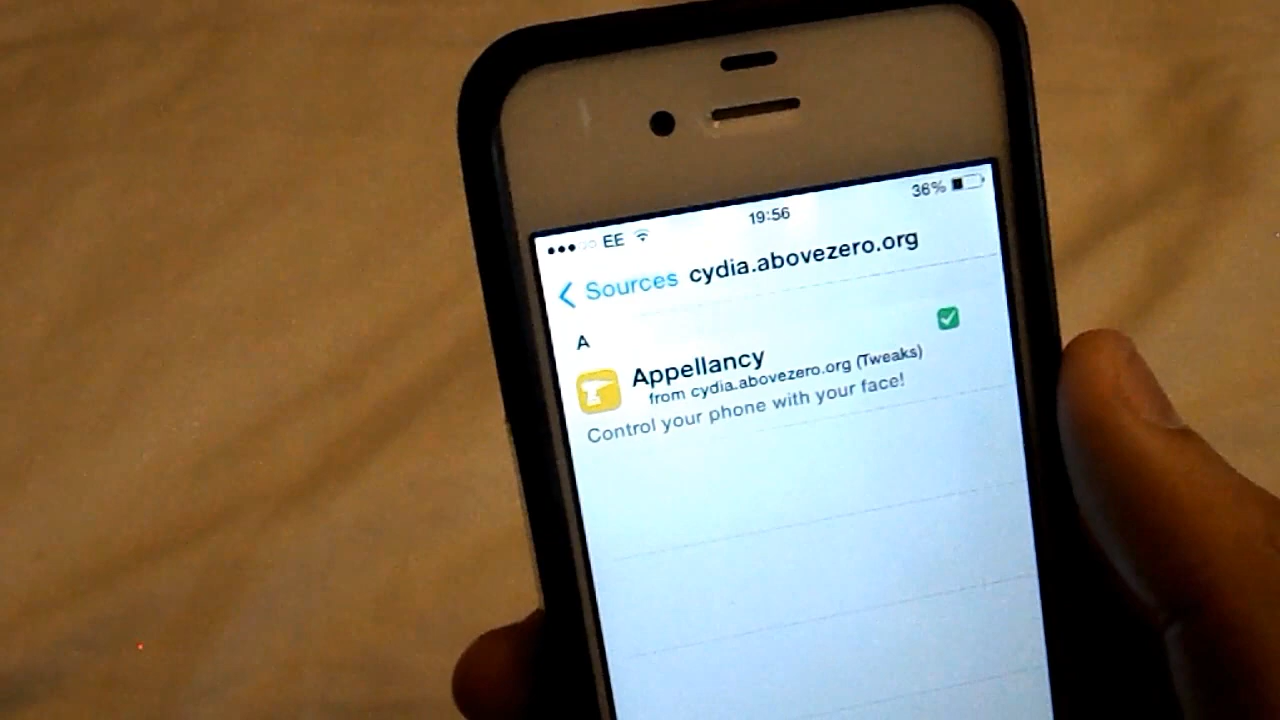 EE 19:56 36%
Sources cydia.abovezero.org
A
Appellancy
from cydia.abovezero.org (Tweaks)
Control your phone with your face!